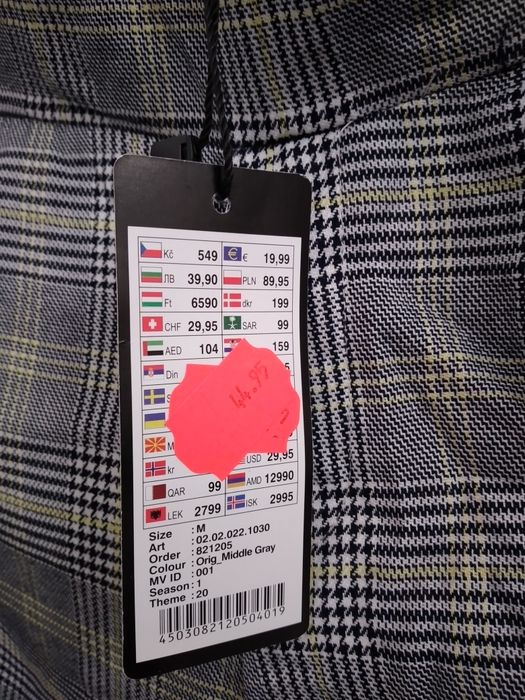 Kč 549 € 19,99
ЛВ 39,90 PLN 89,95
Ft 6590 dkr 199
CHF 29,95 SAR 99
AED 104 159
Din
M
kr USD 29,95
QAR 99 AMD 12990
LEK 2799 ISK 2995
44.95
Size : M
Art : 02.02.022.1030
Order : 821205
Colour : Orig_Middle Gray
MV ID : 001
Season : 1
Theme : 20
4503082120504019